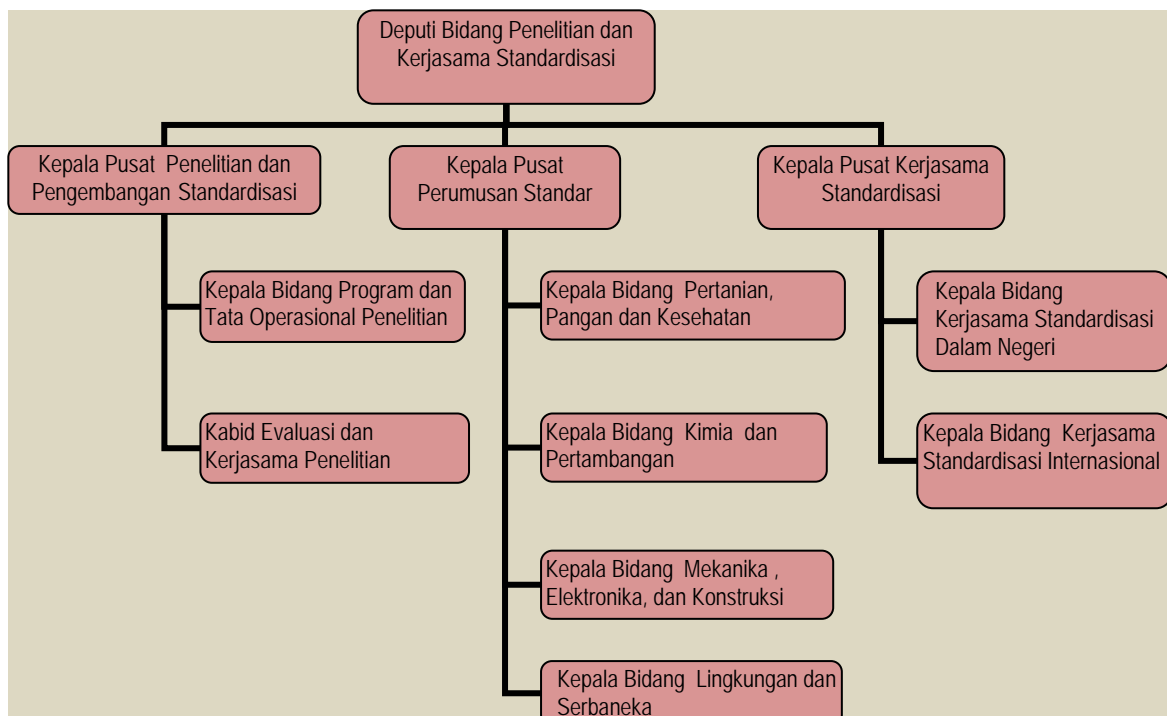 Deputi Bidang Penelitian dan
Kerjasama Standardisasi
Kepala Pusat Penelitian dan
Pengembangan Standardisasi
Kepala Pusat
Perumusan Standar
Kepala Pusat Kerjasama
Standardisasi
Kepala Bidang Program dan
Tata Operasional Penelitian
Kabid Evaluasi dan
Kerjasama Penelitian
Kepala Bidang Pertanian,
Pangan dan Kesehatan
Kepala Bidang Kimia dan
Pertambangan
Kepala Bidang Mekanika ,
Elektronika, dan Konstruksi
Kepala Bidang Lingkungan dan
Serbaneka
Kepala Bidang
Kerjasama Standardisasi
Dalam Negeri
Kepala Bidang Kerjasama
Standardisasi Internasional